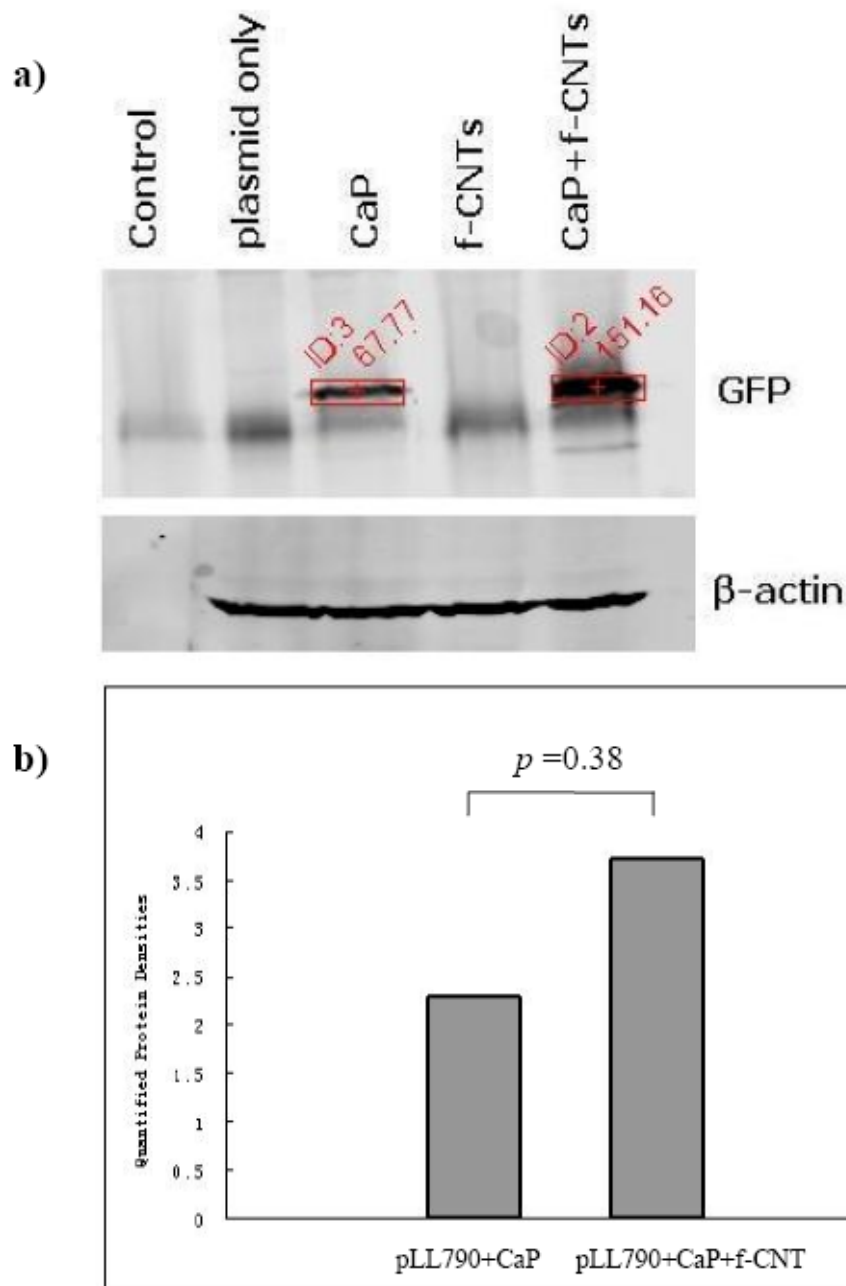 a)
Control
plasmid only
CaP
f-CNTs
CaP+f-CNTs
ID:3
67.77
ID:2
151.16
GFP
β-actin
b)
p =0.38
Quantified Protein Densities
4
3.5
3
2.5
2
1.5
1
0.5
0
pLL790+CaP
pLL790+CaP+f-CNT